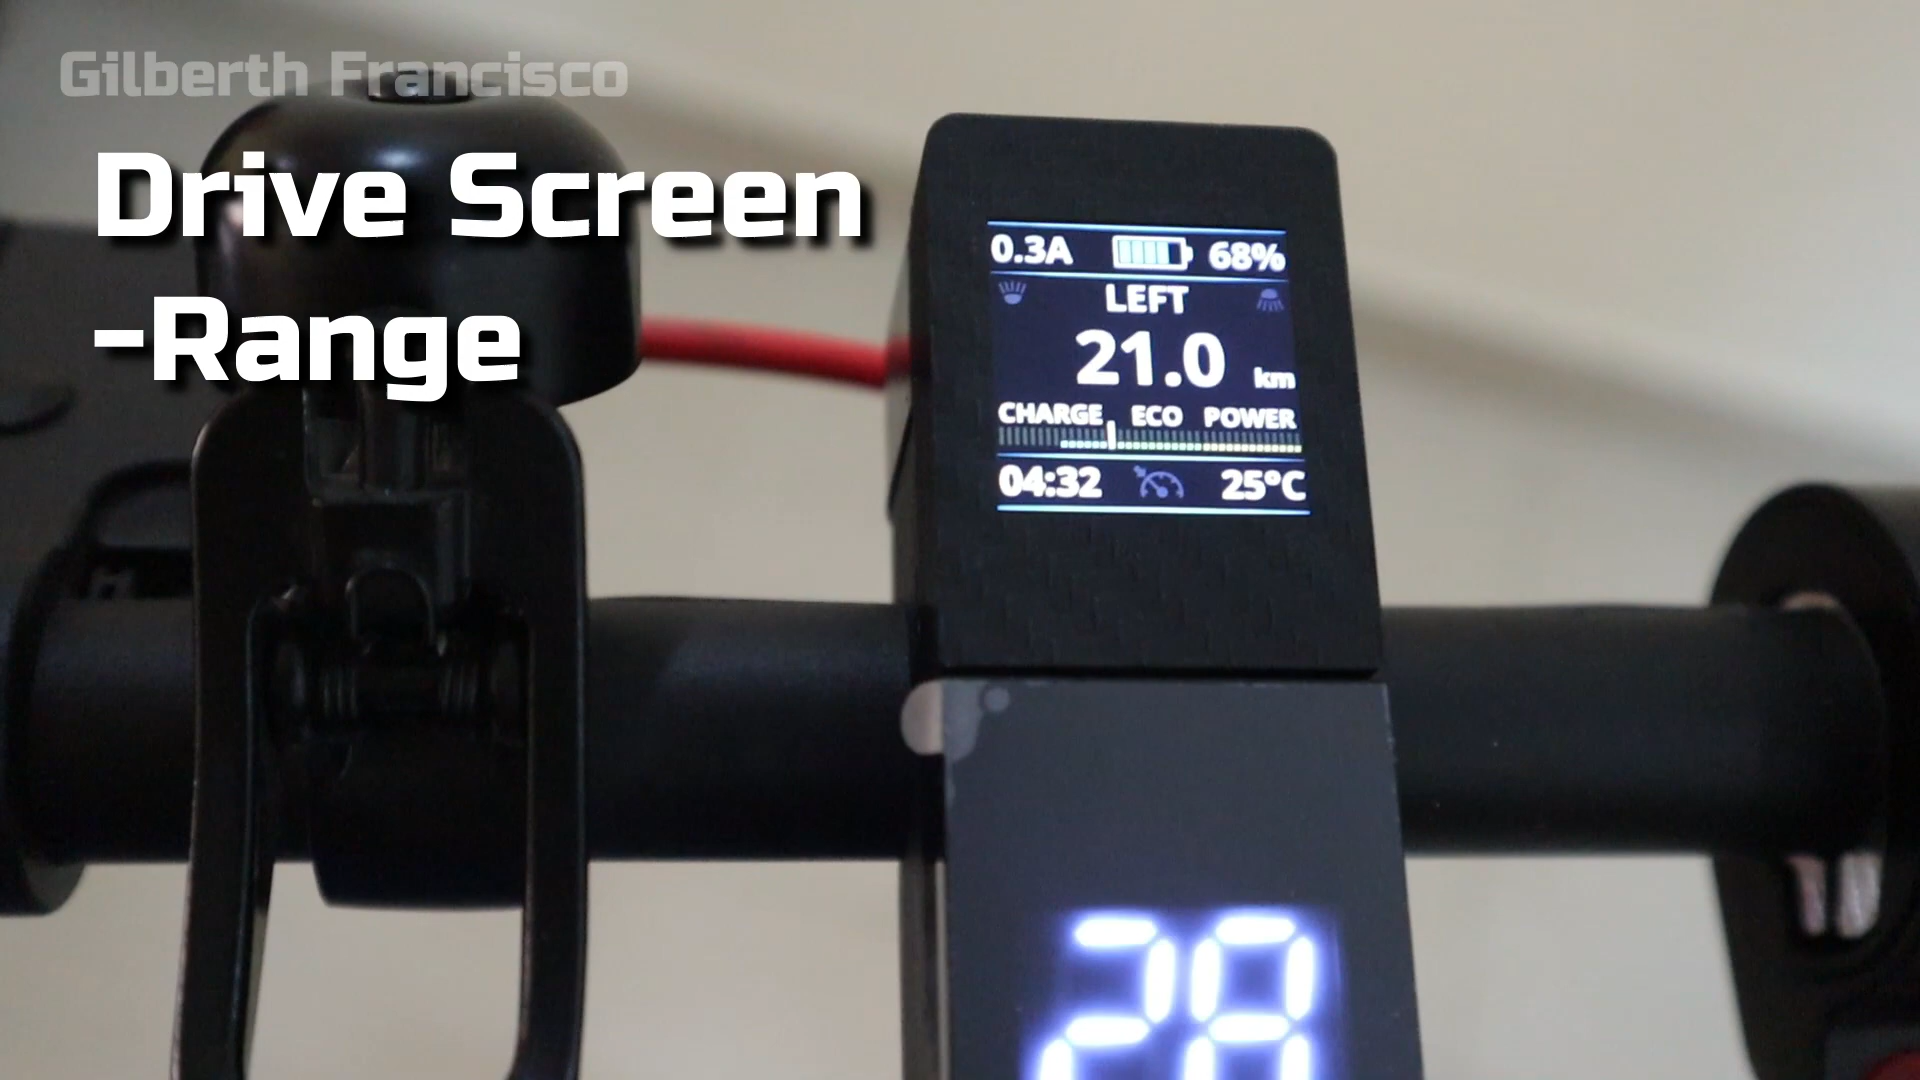 Gilberth Francisco
Drive Screen
-Range
0.3A 68%
LEFT
21.0 km
CHARGE ECO POWER
04:32 25°C
28